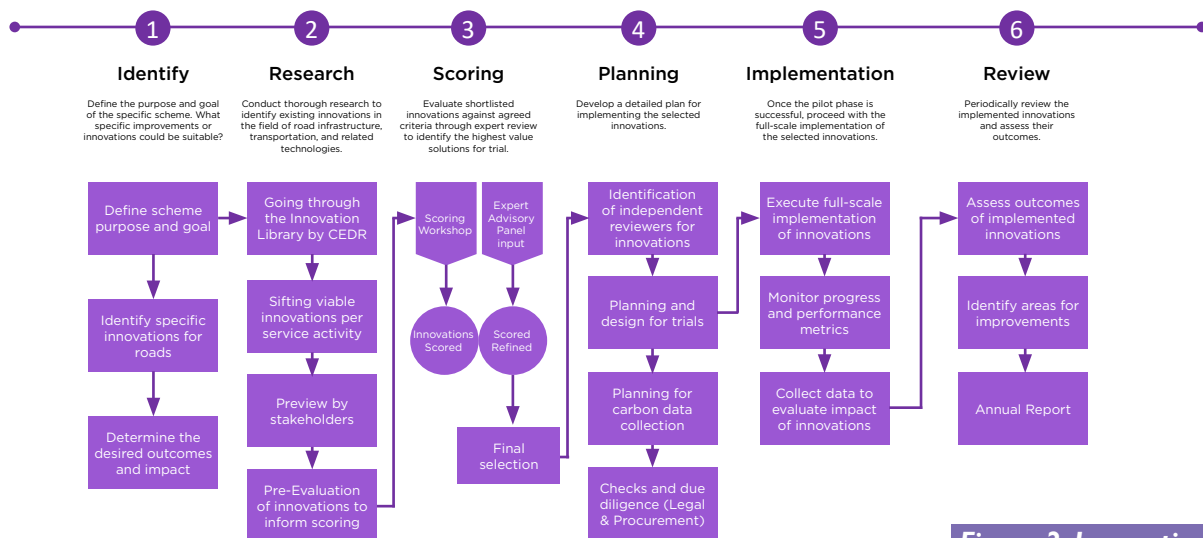 1
2
3
4
5
6
Identify
Define the purpose and goal
of the specific scheme. What
specific improvements or
innovations could be suitable?
Define scheme
purpose and goal
Identify specific
innovations for
roads
Determine the
desired outcomes
and impact
Research
Conduct thorough research to
identify existing innovations in
the field of road infrastructure,
transportation, and related
technologies.
Going through
the Innovation
Library by CEDR
Sifting viable
innovations per
service activity
Preview by
stakeholders
Pre-Evaluation
of innovations to
inform scoring
Scoring
Evaluate shortlisted
innovations against agreed
criteria through expert review
to identify the highest value
solutions for trial.
Scoring
Workshop
Expert
Advisory
Panel
input
Innovations
Scored
Scored
Refined
Final
selection
Planning
Develop a detailed plan for
implementing the selected
innovations.
Identification
of independent
reviewers for
innovations
Planning and
design for trials
Planning for
carbon data
collection
Checks and due
diligence (Legal
& Procurement)
Implementation
Once the pilot phase is
successful, proceed with the
full-scale implementation of
the selected innovations.
Execute full-scale
implementation
of innovations
Monitor progress
and performance
metrics
Collect data to
evaluate impact
of innovations
Review
Periodically review the
implemented innovations
and assess their
outcomes.
Assess outcomes
of implemented
innovations
Identify areas for
improvements
Annual Report